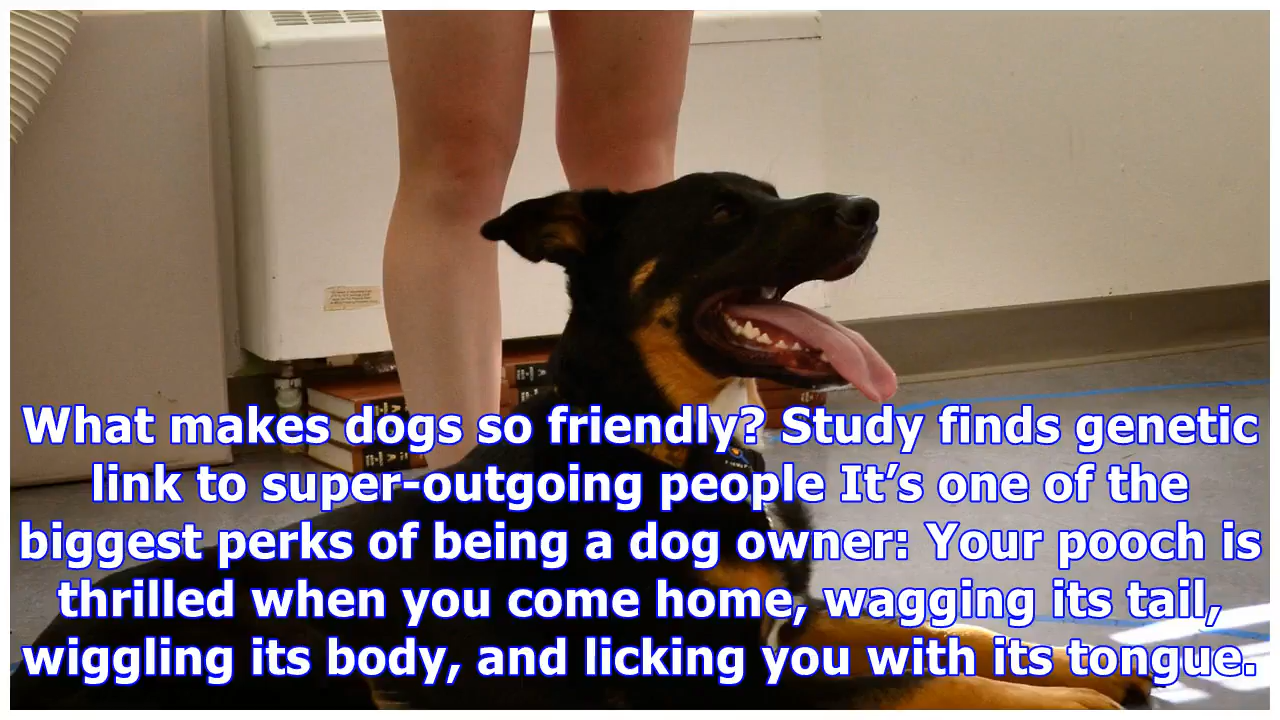 What makes dogs so friendly? Study finds genetic
link to super-outgoing people It’s one of the
biggest perks of being a dog owner: Your pooch is
thrilled when you come home, wagging its tail,
wiggling its body, and licking you with its tongue.